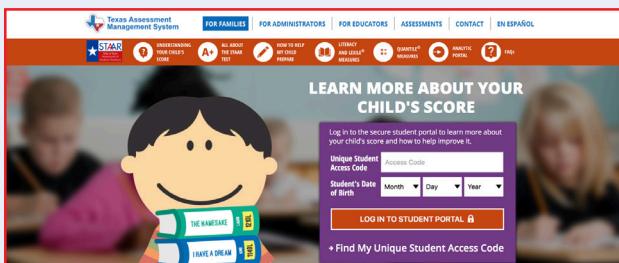 Texas Assessment
Management System
FOR FAMILIES
FOR ADMINISTRATORS
FOR EDUCATORS
ASSESSMENTS
CONTACT
EN ESPAÑOL
STAAR
?
UNDERSTANDING
YOUR CHILD'S
SCORE
A+
ALL ABOUT
THE STAAR
TEST
HOW TO HELP
MY CHILD
PREPARE
LITERACY
AND LEXILE®
MEASURES
QUANTILE®
MEASURES
ANALYTIC
PORTAL
?
FAQs
LEARN MORE ABOUT YOUR
CHILD'S SCORE
Log in to the secure student portal to learn more about
your child's score and how to help improve it.
Unique Student
Access Code
Access Code
Student's Date
of Birth
Month
Day
Year
LOG IN TO STUDENT PORTAL
Find My Unique Student Access Code
THE NAMESAKE
1210L
I HAVE A DREAM
1140L